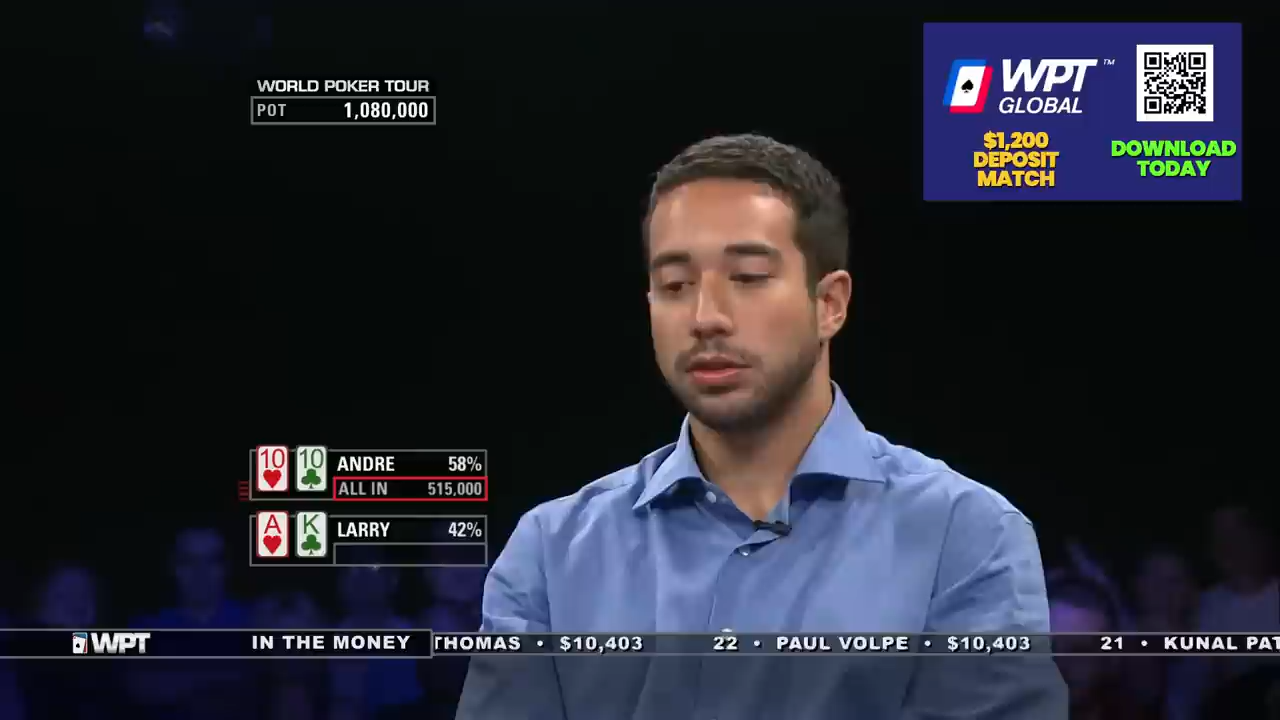 WORLD POKER TOUR
POT 1,080,000
WPT ™
GLOBAL
$1,200
DEPOSIT
MATCH
DOWNLOAD
TODAY
10 10 ANDRE 58%
ALL IN 515,000
A K LARRY 42%
WPT IN THE MONEY THOMAS • $10,403 22 • PAUL VOLPE • $10,403 21 • KUNAL PAT